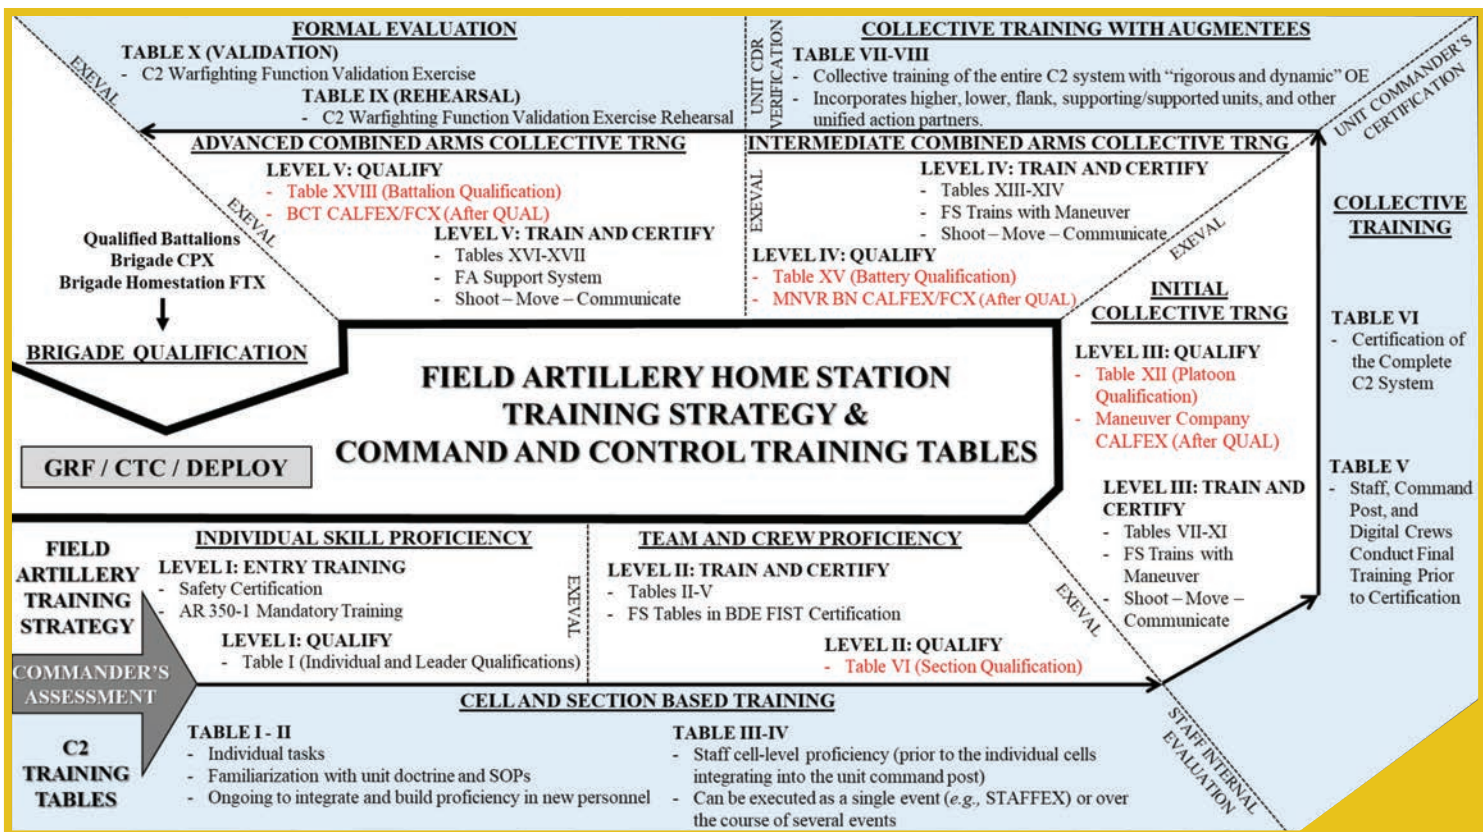 FORMAL EVALUATION
TABLE X (VALIDATION)
- C2 Warfighting Function Validation Exercise
TABLE IX (REHEARSAL)
- C2 Warfighting Function Validation Exercise Rehearsal
EXEVAL
UNIT CDR
VERIFICATION
COLLECTIVE TRAINING WITH AUGMENTEES
TABLE VII-VIII
- Collective training of the entire C2 system with “rigorous and dynamic” OE
- Incorporates higher, lower, flank, supporting/supported units, and other
unified action partners.
UNIT COMMANDER’S
CERTIFICATION
ADVANCED COMBINED ARMS COLLECTIVE TRNG
LEVEL V: QUALIFY
- Table XVIII (Battalion Qualification)
- BCT CALFEX/FCX (After QUAL)
LEVEL V: TRAIN AND CERTIFY
- Tables XVI-XVII
- FA Support System
- Shoot – Move – Communicate
EXEVAL
EXEVAL
INTERMEDIATE COMBINED ARMS COLLECTIVE TRNG
LEVEL IV: TRAIN AND CERTIFY
- Tables XIII-XIV
- FS Trains with Maneuver
- Shoot – Move – Communicate
LEVEL IV: QUALIFY
- Table XV (Battery Qualification)
- MNVR BN CALFEX/FCX (After QUAL)
EXEVAL
COLLECTIVE
TRAINING
TABLE VI
- Certification of
the Complete
C2 System
TABLE V
- Staff, Command
Post, and
Digital Crews
Conduct Final
Training Prior
to Certification
INITIAL
COLLECTIVE TRNG
LEVEL III: QUALIFY
- Table XII (Platoon
Qualification)
- Maneuver Company
CALFEX (After QUAL)
LEVEL III: TRAIN AND
CERTIFY
- Tables VII-XI
- FS Trains with
Maneuver
- Shoot – Move –
Communicate
Qualified Battalions
Brigade CPX
Brigade Homestation FTX
BRIGADE QUALIFICATION
GRF / CTC / DEPLOY
FIELD ARTILLERY HOME STATION
TRAINING STRATEGY &
COMMAND AND CONTROL TRAINING TABLES
FIELD
ARTILLERY
TRAINING
STRATEGY
COMMANDER’S
ASSESSMENT
C2
TRAINING
TABLES
INDIVIDUAL SKILL PROFICIENCY
LEVEL I: ENTRY TRAINING
- Safety Certification
- AR 350-1 Mandatory Training
LEVEL I: QUALIFY
- Table I (Individual and Leader Qualifications)
EXEVAL
TEAM AND CREW PROFICIENCY
LEVEL II: TRAIN AND CERTIFY
- Tables II-V
- FS Tables in BDE FIST Certification
LEVEL II: QUALIFY
- Table VI (Section Qualification)
EXEVAL
CELL AND SECTION BASED TRAINING
TABLE I - II
- Individual tasks
- Familiarization with unit doctrine and SOPs
- Ongoing to integrate and build proficiency in new personnel
TABLE III-IV
- Staff cell-level proficiency (prior to the individual cells
integrating into the unit command post)
- Can be executed as a single event (e.g., STAFFEX) or over
the course of several events
STAFF INTERNAL
EVALUATION